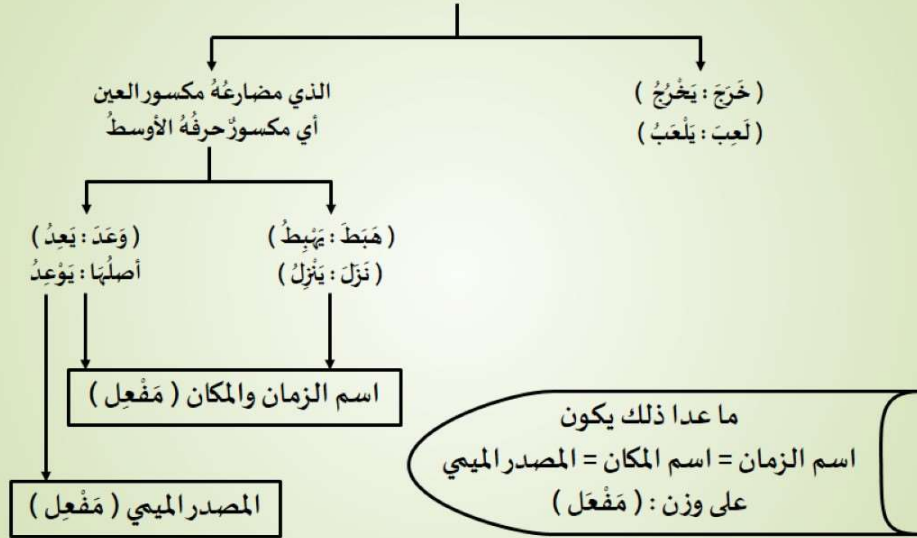 ( خَرَجَ : يَخْرُجُ )
( لَعِبَ : يَلْعَبُ )
الذي مضارعُهُ مكسور العين
أي مكسورٌ حرفُهُ الأوسطُ
( هَبَطَ : يَهْبِطُ )
( نَزَلَ : يَنْزِلُ )
( وَعَدَ : يَعِدُ )
أصلُهَا : يَوْعِدُ
اسم الزمان والمكان ( مَفْعِل )
المصدر الميمي ( مَفْعِل )
ما عدا ذلك يكون
اسم الزمان = اسم المكان = المصدر الميمي
على وزن : ( مَفْعَل )